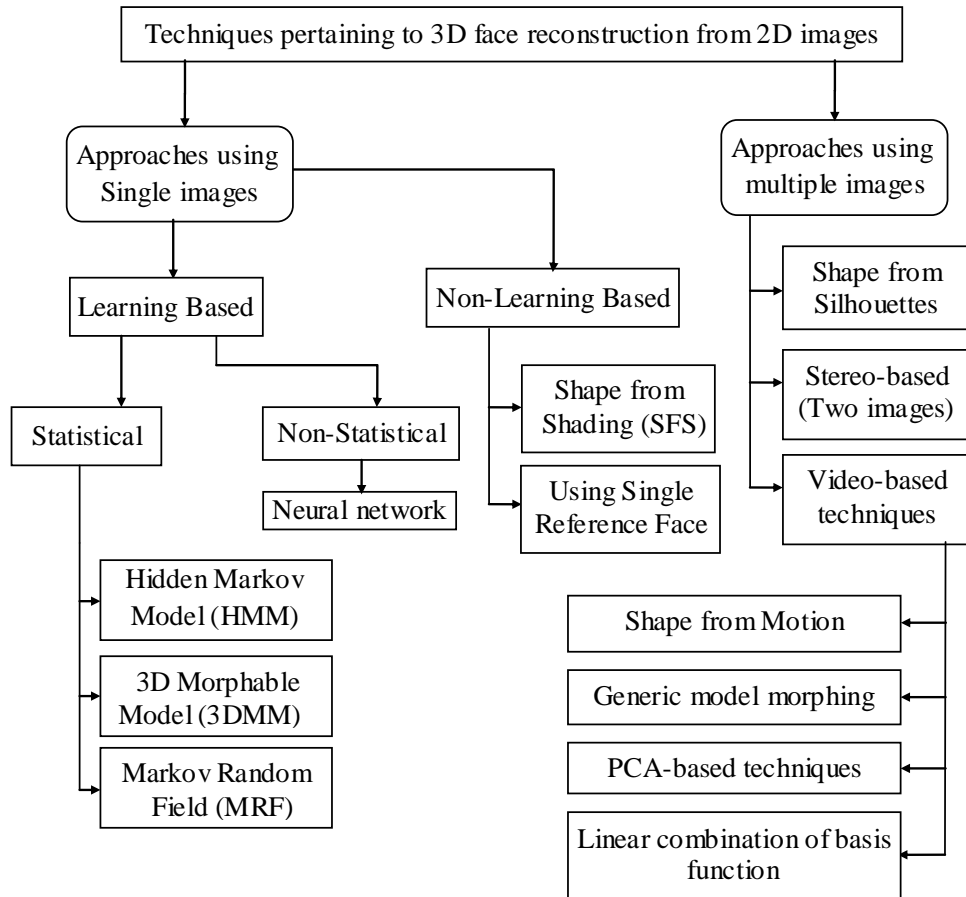 Techniques pertaining to 3D face reconstruction from 2D images
Approaches using
Single images
Approaches using
multiple images
Learning Based
Non-Learning Based
Shape from
Silhouettes
Statistical
Non-Statistical
Shape from
Shading (SFS)
Stereo-based
(Two images)
Neural network
Using Single
Reference Face
Video-based
techniques
Hidden Markov
Model (HMM)
3D Morphable
Model (3DMM)
Markov Random
Field (MRF)
Shape from Motion
Generic model morphing
PCA-based techniques
Linear combination of basis
function